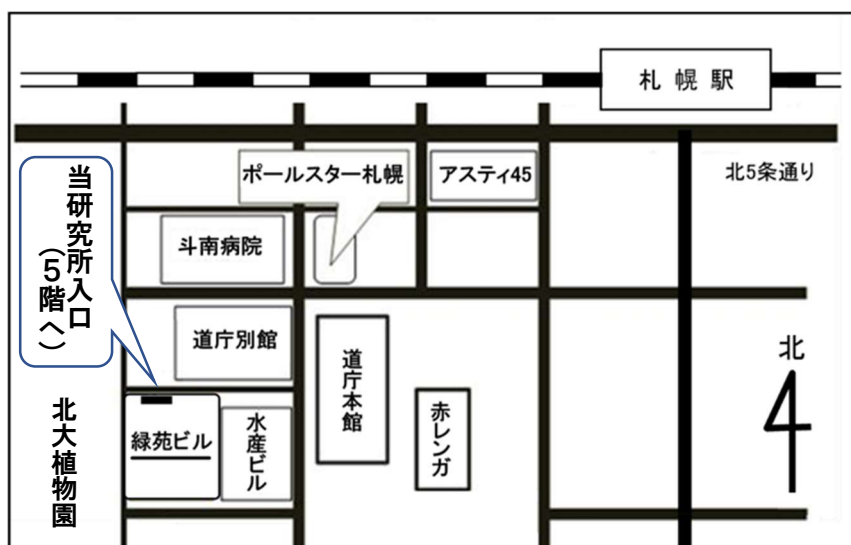 札幌駅
北5条通り
ポールスター札幌
アスティ45
当研究所入口
(5階へ)
斗南病院
道庁別館
道庁本館
赤レンガ
北
緑苑ビル
水産ビル
北大植物園